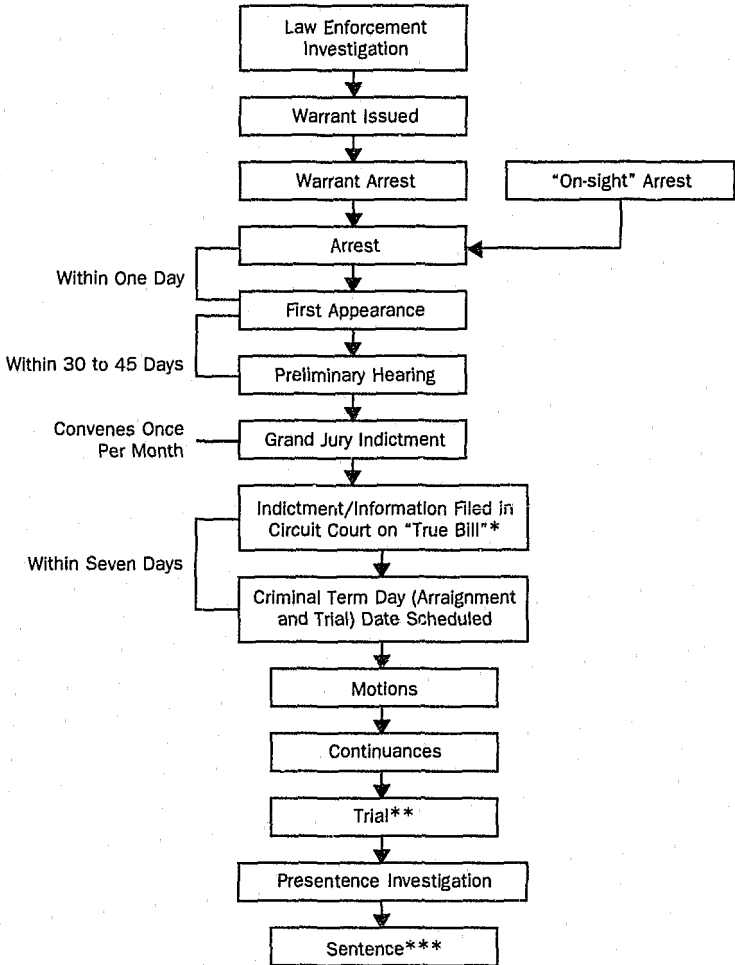 Law Enforcement
Investigation
Warrant Issued
Warrant Arrest
"On-sight" Arrest
Arrest
Within One Day
First Appearance
Within 30 to 45 Days
Preliminary Hearing
Convenes Once
Per Month
Grand Jury Indictment
Indictment/Information Filed in
Circuit Court on "True Bill"*
Within Seven Days
Criminal Term Day (Arraignment
and Trial) Date Scheduled
Motions
Continuances
Trial**
Presentence Investigation
Sentence***